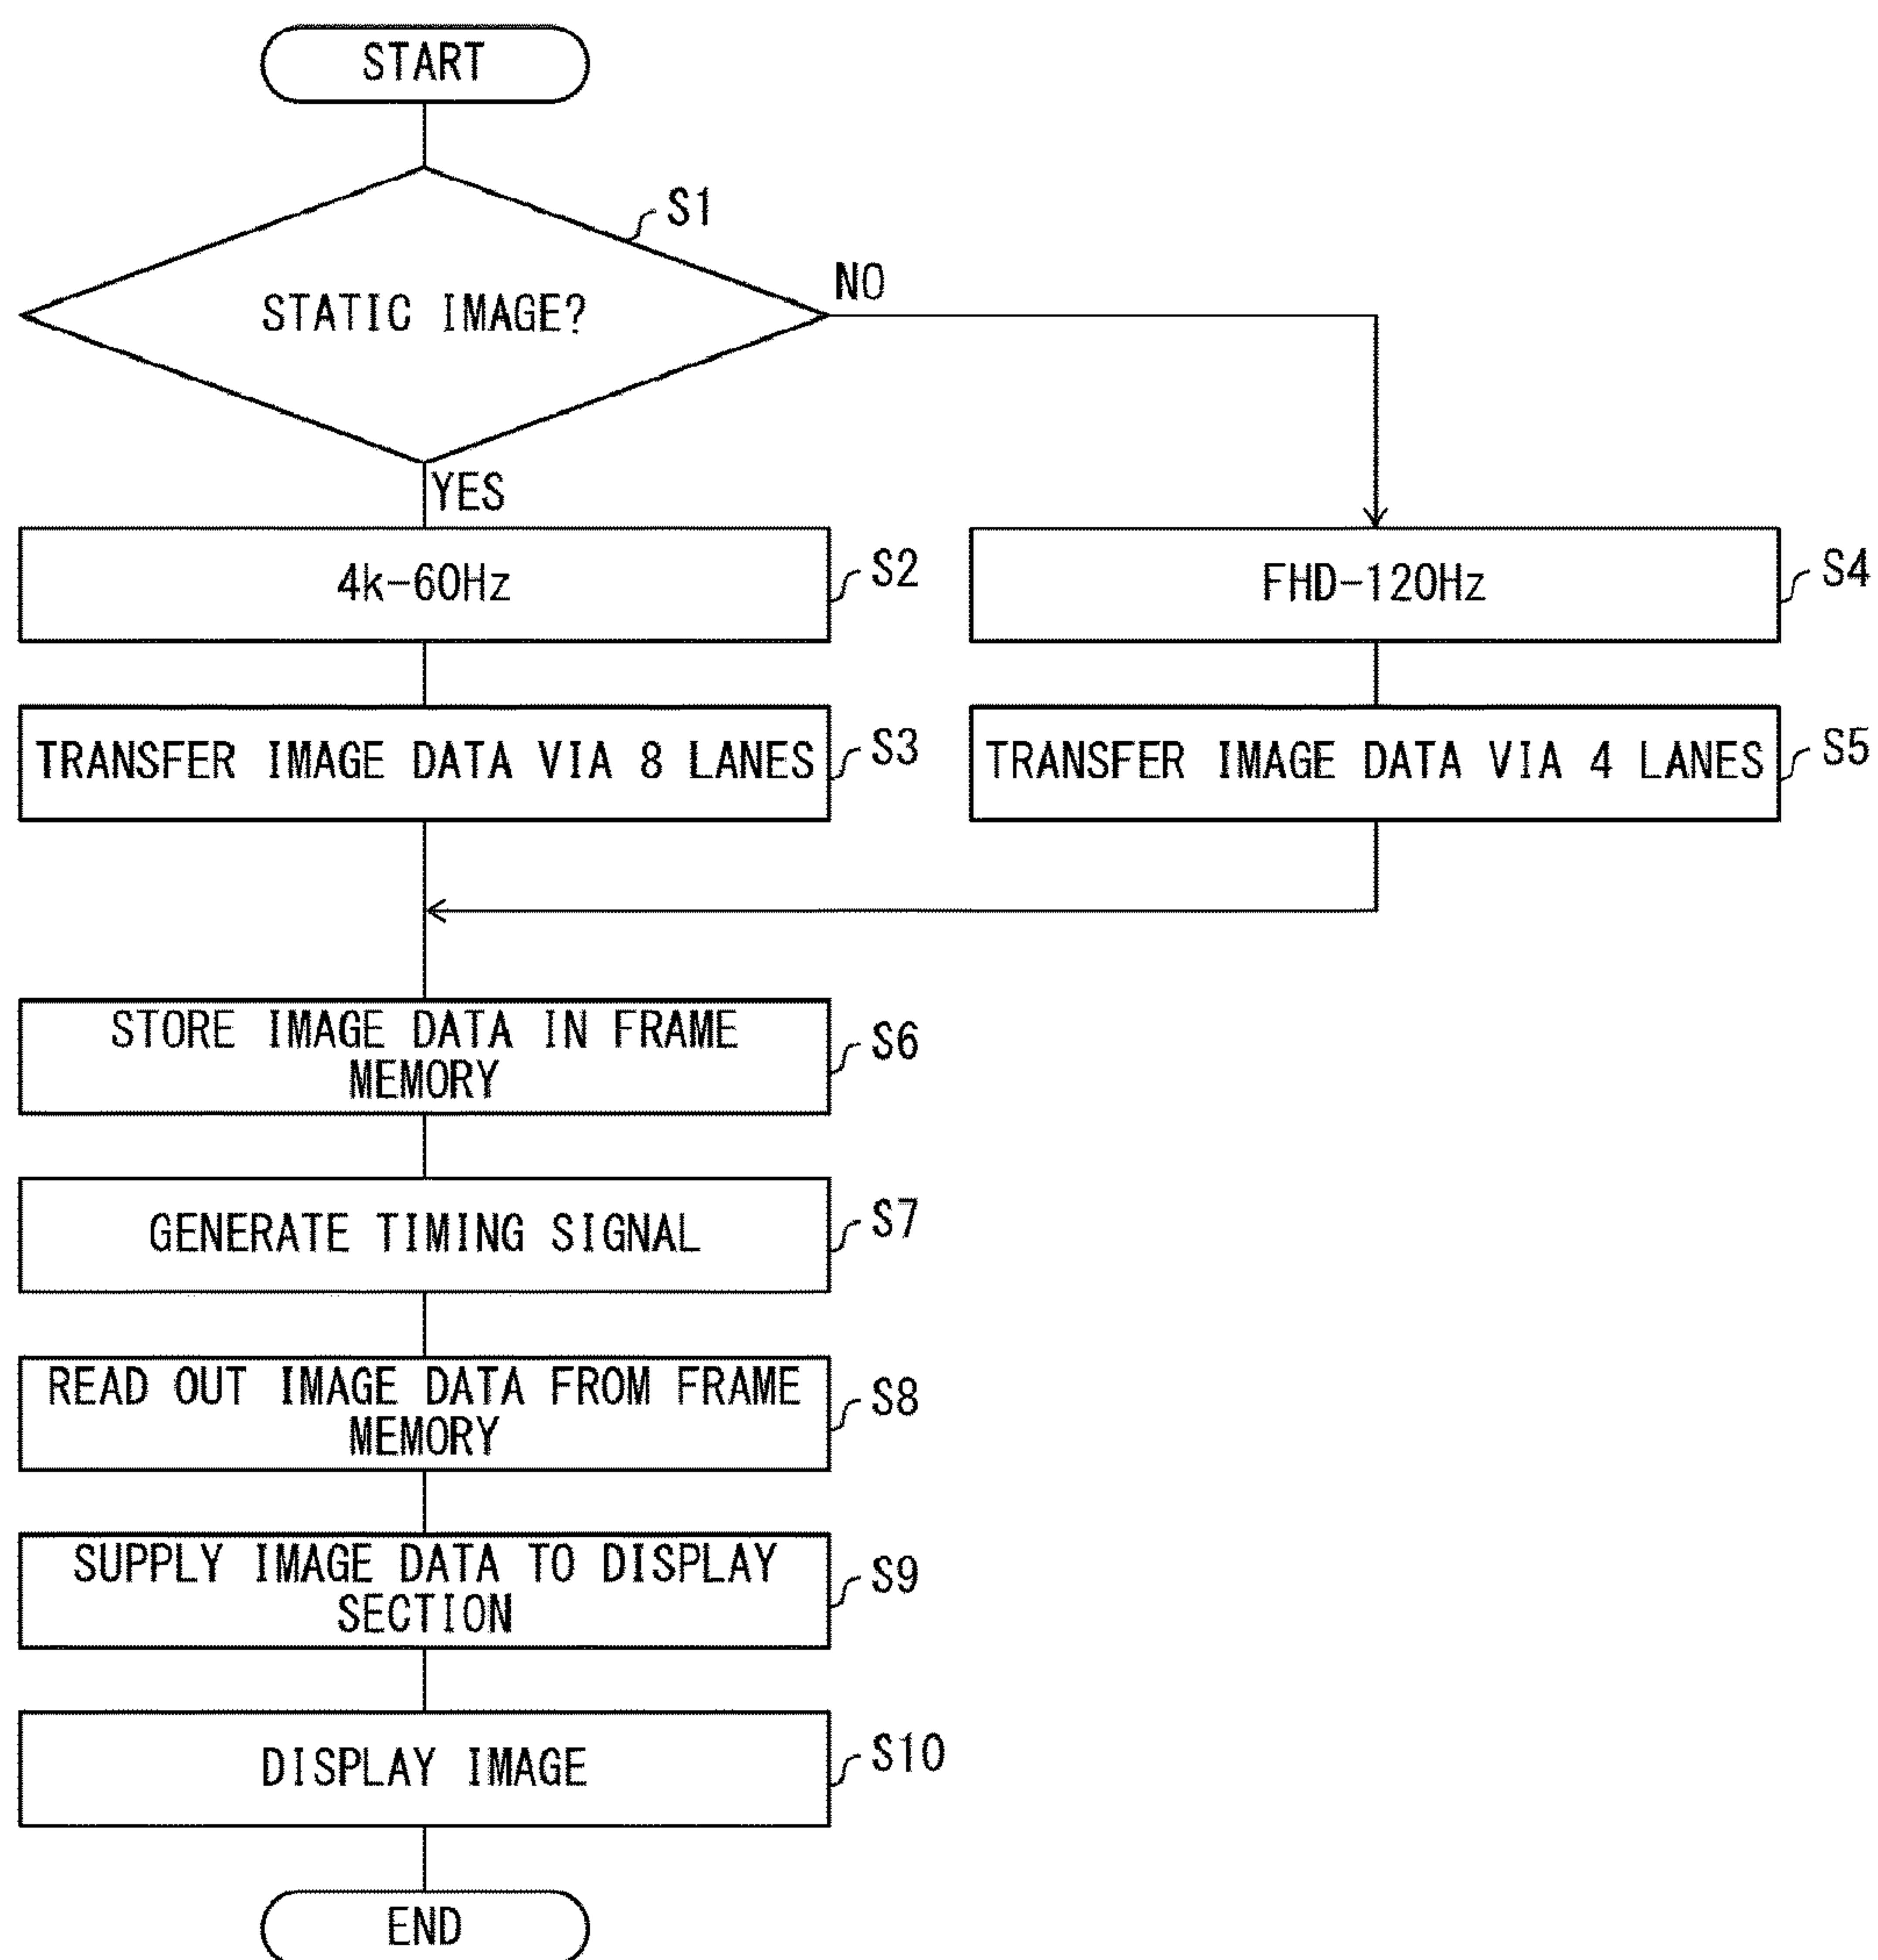 START
S1
STATIC IMAGE?
NO
YES
4k-60Hz
S2
FHD-120Hz
S4
TRANSFER IMAGE DATA VIA 8 LANES
S3
TRANSFER IMAGE DATA VIA 4 LANES
S5
STORE IMAGE DATA IN FRAME
MEMORY
S6
GENERATE TIMING SIGNAL
S7
READ OUT IMAGE DATA FROM FRAME
MEMORY
S8
SUPPLY IMAGE DATA TO DISPLAY
SECTION
S9
DISPLAY IMAGE
S10
END